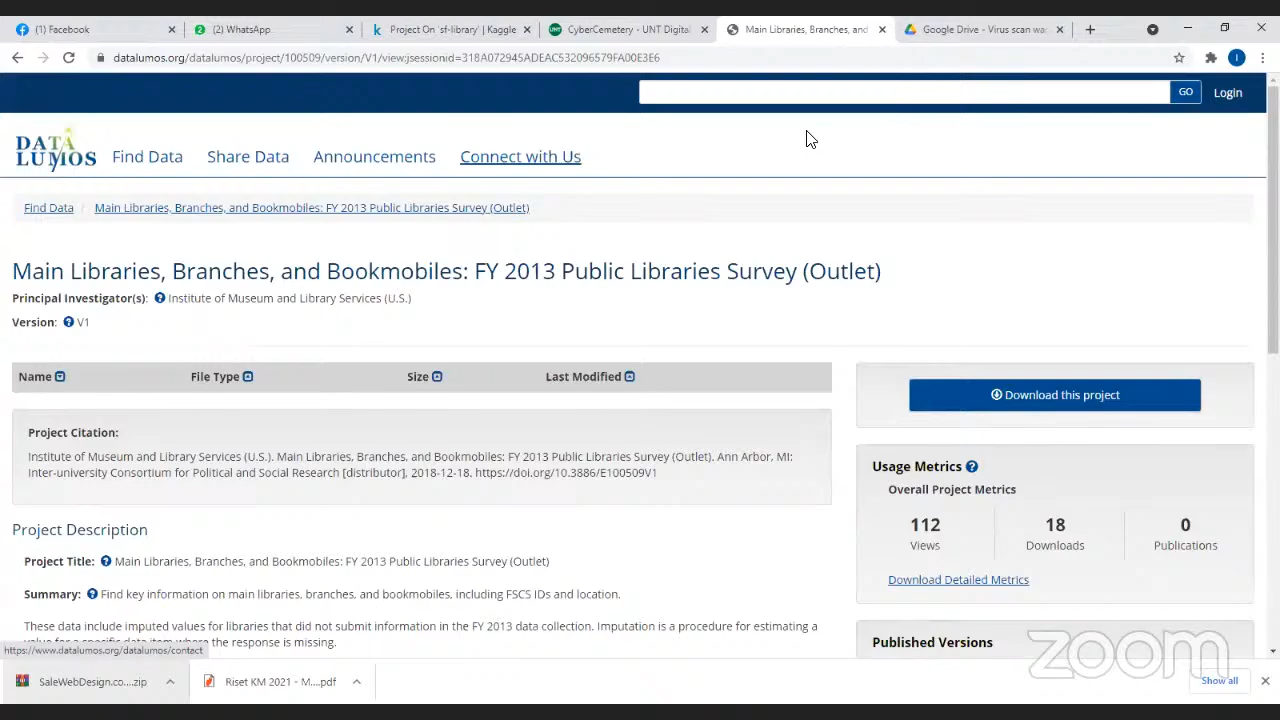 (1) Facebook
(2) WhatsApp
Project On 'sf-library' | Kaggle
CyberCemetery - UNT Digital
Main Libraries, Branches, and
Google Drive - Virus scan wa
datalumos.org/datalumos/project/100509/version/V1/view;jsessionid=318A072945ADEAC532096579FA00E3E6
GO
Login
DATA LUMOS
Find Data
Share Data
Announcements
Connect with Us
Find Data / Main Libraries, Branches, and Bookmobiles: FY 2013 Public Libraries Survey (Outlet)
Main Libraries, Branches, and Bookmobiles: FY 2013 Public Libraries Survey (Outlet)
Principal Investigator(s): Institute of Museum and Library Services (U.S.)
Version: V1
Name File Type Size Last Modified
Download this project
Project Citation:
Institute of Museum and Library Services (U.S.). Main Libraries, Branches, and Bookmobiles: FY 2013 Public Libraries Survey (Outlet). Ann Arbor, MI:
Inter-university Consortium for Political and Social Research [distributor], 2018-12-18. https://doi.org/10.3886/E100509V1
Usage Metrics
Overall Project Metrics
112 18 0
Views Downloads Publications
Download Detailed Metrics
Project Description
Project Title: Main Libraries, Branches, and Bookmobiles: FY 2013 Public Libraries Survey (Outlet)
Summary: Find key information on main libraries, branches, and bookmobiles, including FSCS IDs and location.
These data include imputed values for libraries that did not submit information in the FY 2013 data collection. Imputation is a procedure for estimating a
value for a specific data item where the response is missing.
Published Versions
https://www.datalumos.org/datalumos/contact
zoom
SaleWebDesign.co....zip
Riset KM 2021 - M....pdf
Show all